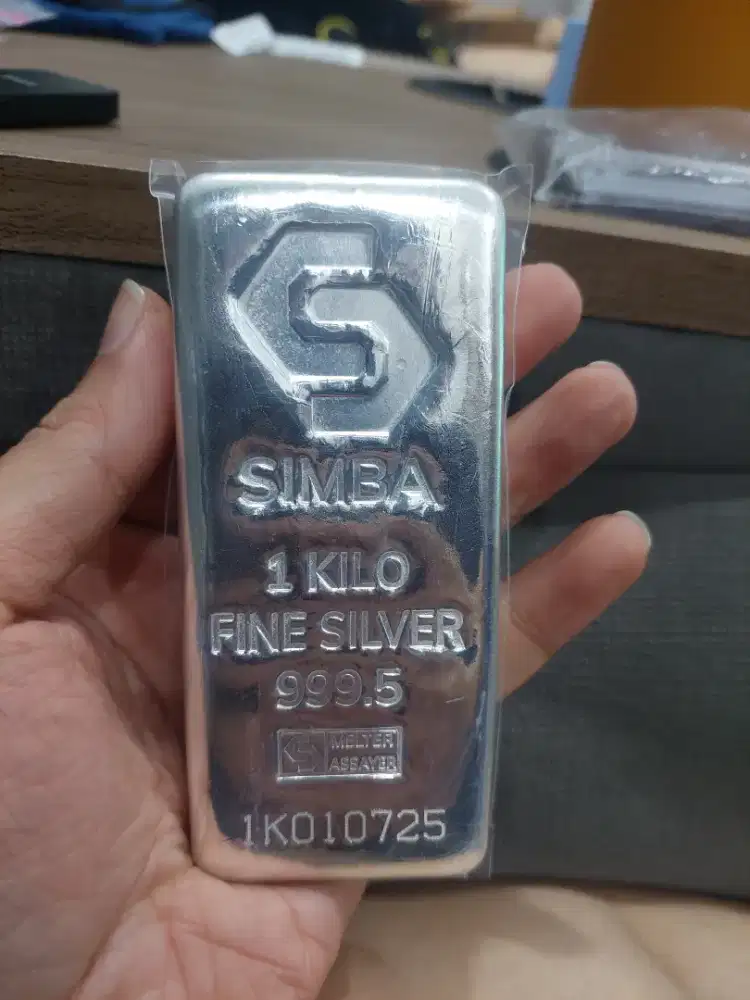 SIMBA
1 KILO
FINE SILVER
999.5
MELTER
ASSAYER
1K010725